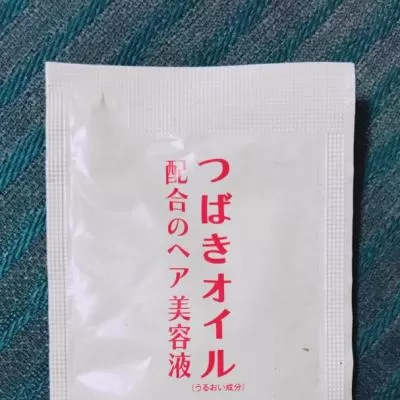 つばきオイル
(うるおい成分)
配合のヘア美容液